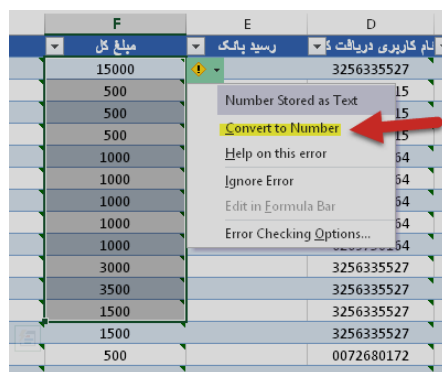 F E D
مبلغ کل رسید بانک نام کاربری دریافت ک
15000 3256335527
500 15
500 15
500 15
1000 64
1000 64
1000 64
1000 64
1000 64
3000 3256335527
3500 3256335527
1500 3256335527
1500 3256335527
500 0072680172
Number Stored as Text
Convert to Number
Help on this error
Ignore Error
Edit in Formula Bar
Error Checking Options...